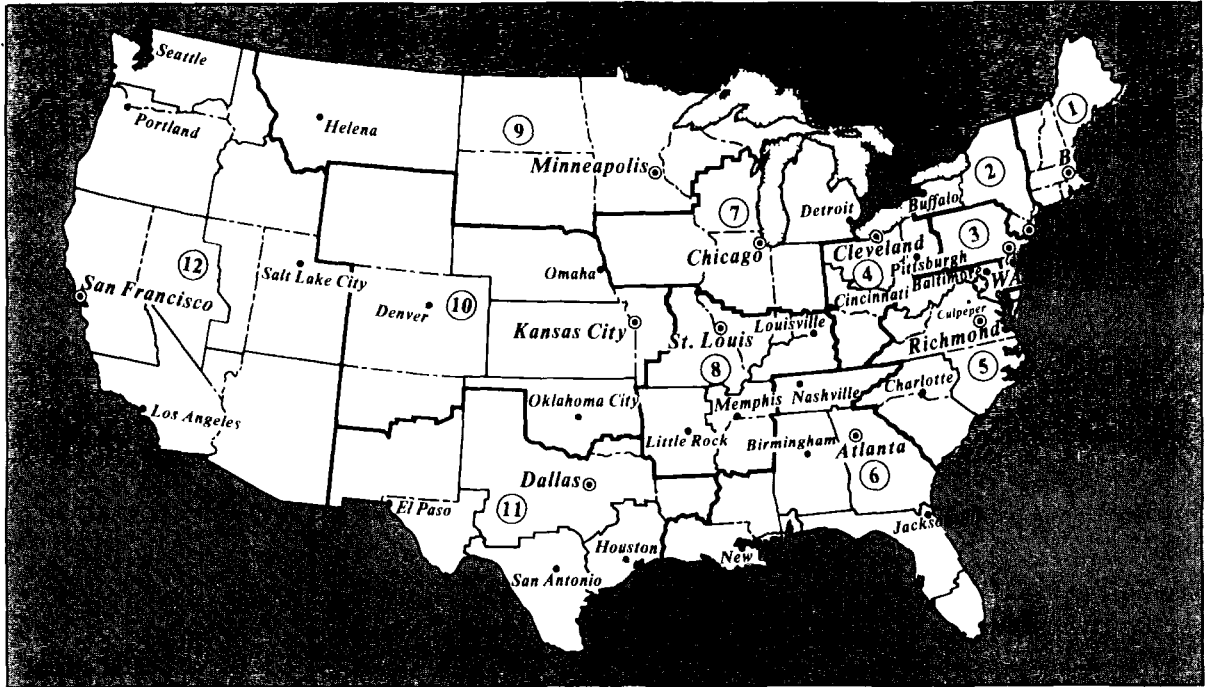 Seattle
Portland
Helena
9
Minneapolis
1
2
B
Buffalo
Detroit
7
3
Cleveland
Chicago
Pittsburgh
4
Baltimore
WA
Cincinnati
Culpeper
12
Salt Lake City
San Francisco
Omaha
Denver
10
Kansas City
St. Louis
Louisville
Richmond
8
5
Charlotte
Los Angeles
Oklahoma City
Memphis
Nashville
Little Rock
Birmingham
Atlanta
6
Dallas
11
El Paso
Houston
San Antonio
New